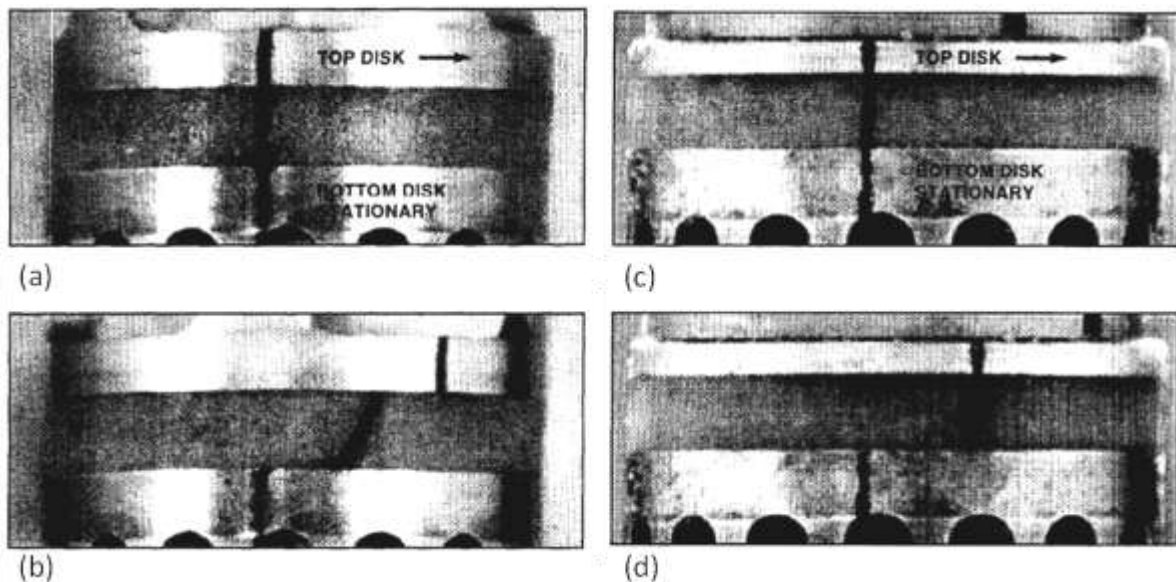 TOP DISK
BOTTOM DISK
STATIONARY
(a)
TOP DISK
BOTTOM DISK
STATIONARY
(c)
(b)
(d)